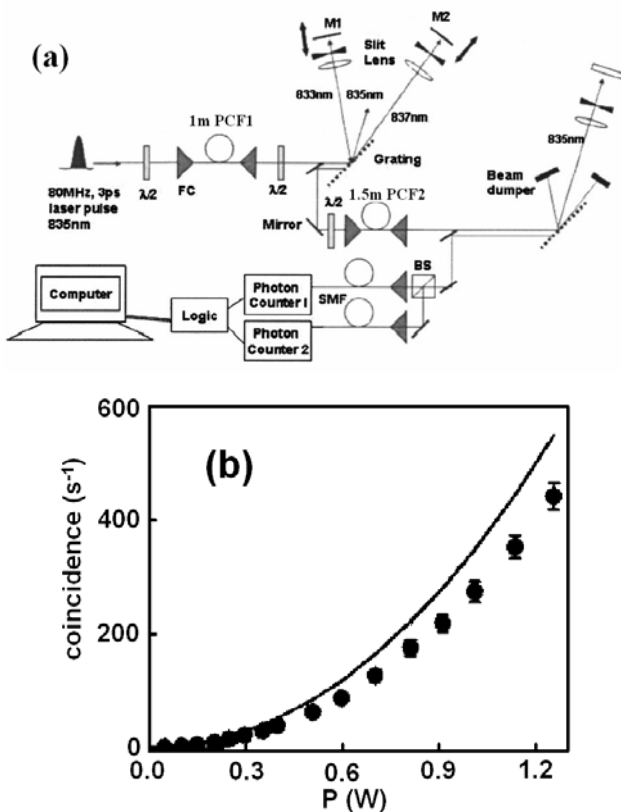 (a)
M1
M2
Slit
Lens
833nm
835nm
837nm
835nm
1m PCF1
Grating
Beam
dumper
80MHz, 3ps
laser pulse
835nm
λ/2
FC
λ/2
Mirror
λ/2
1.5m PCF2
BS
Computer
Logic
Photon
Counter 1
SMF
Photon
Counter 2
(b)
coincidence (s⁻¹)
600
400
200
0
0.0 0.3 0.6 0.9 1.2
P (W)